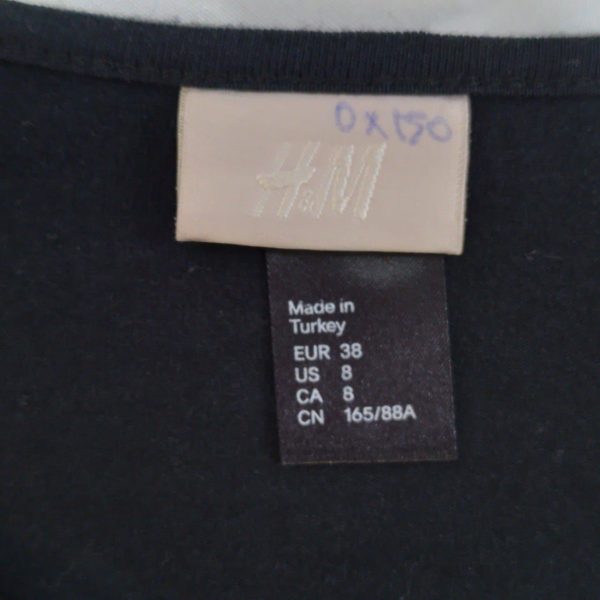 0x150
H&M
Made in
Turkey
EUR 38
US 8
CA 8
CN 165/88A